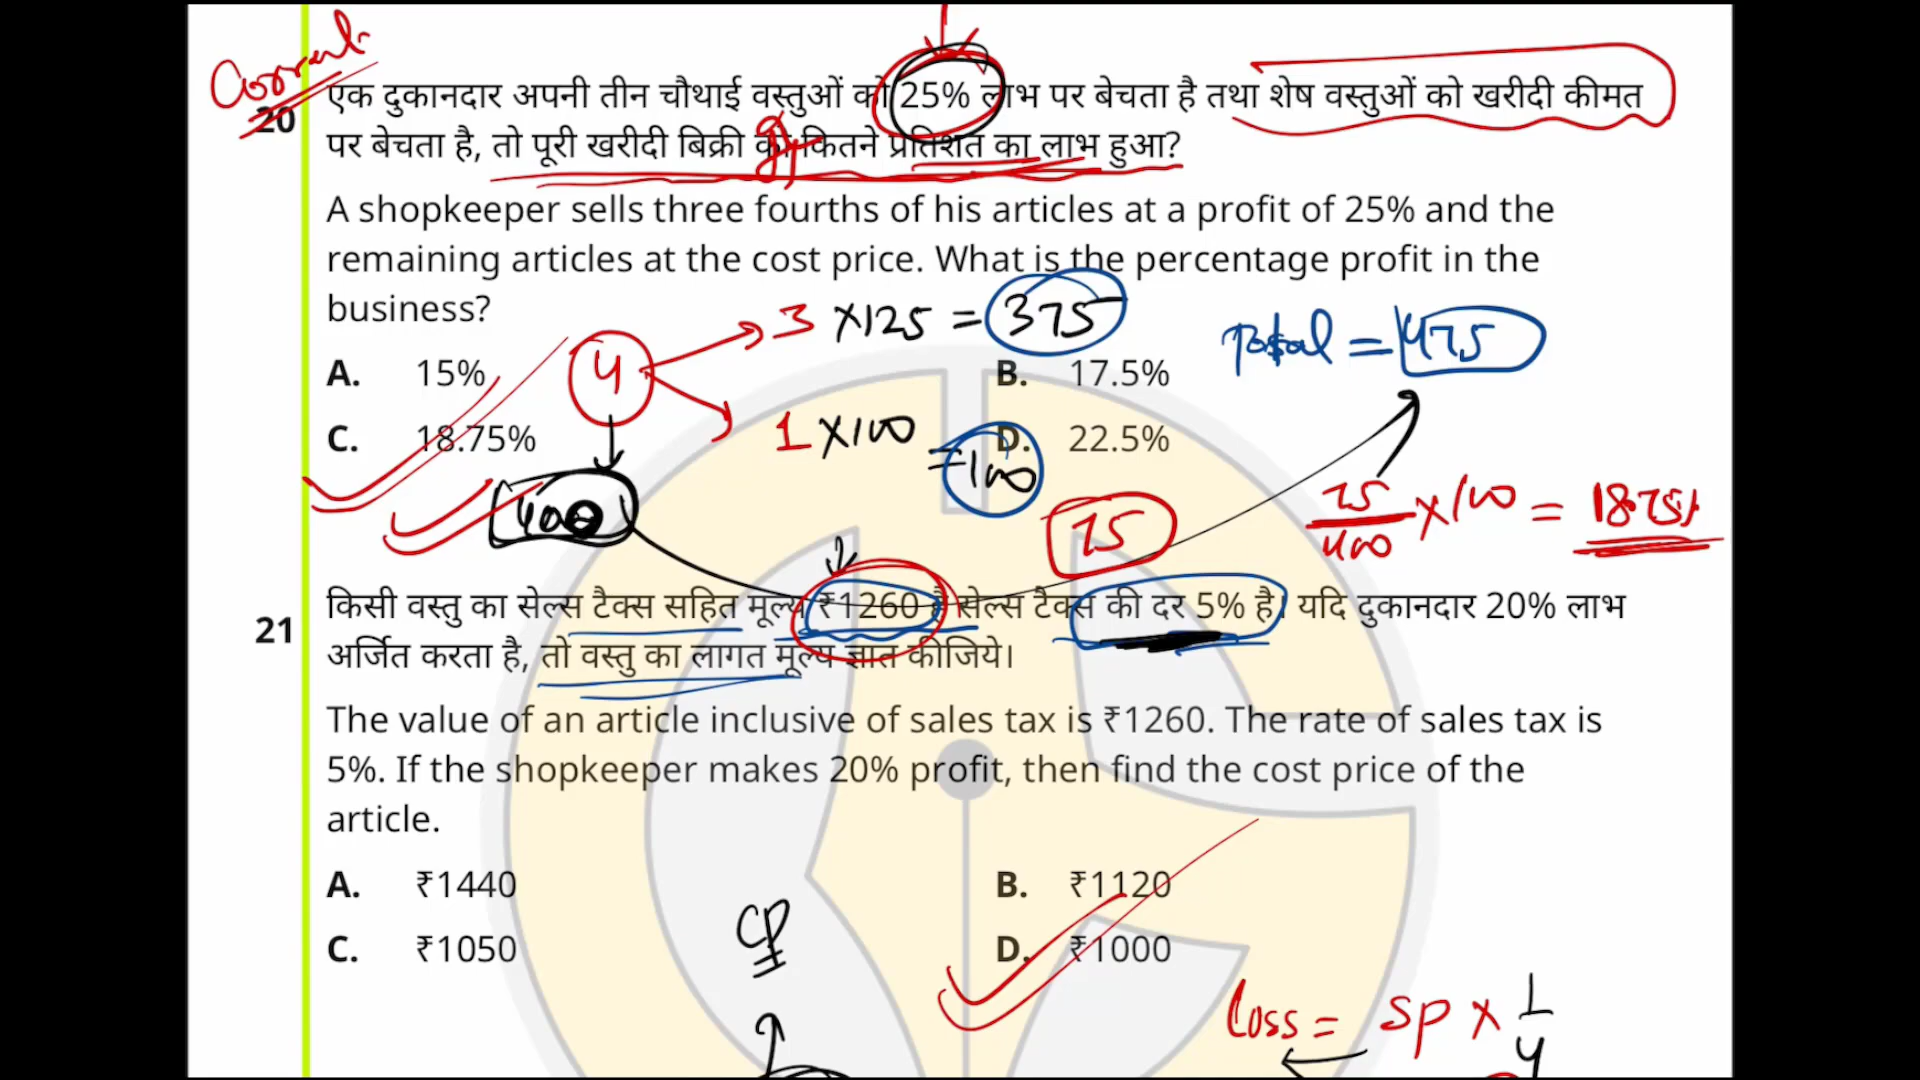 Correct
20 एक दुकानदार अपनी तीन चौथाई वस्तुओं को 25% लाभ पर बेचता है तथा शेष वस्तुओं को खरीदी कीमत
पर बेचता है, तो पूरी खरीदी बिक्री कितने प्रतिशत का लाभ हुआ?
A shopkeeper sells three fourths of his articles at a profit of 25% and the
remaining articles at the cost price. What is the percentage profit in the
business?
4
3 ×125 = 375
Total = 475
A. 15%
B. 17.5%
1 ×100 = 100
C. 18.75%
D. 22.5%
400
75
75/400 ×100 = 18.75%
21 किसी वस्तु का सेल्स टैक्स सहित मूल्य ₹1260 है। सेल्स टैक्स की दर 5% है। यदि दुकानदार 20% लाभ
अर्जित करता है, तो वस्तु का लागत मूल्य ज्ञात कीजिये।
The value of an article inclusive of sales tax is ₹1260. The rate of sales tax is
5%. If the shopkeeper makes 20% profit, then find the cost price of the
article.
A. ₹1440
B. ₹1120
CP
C. ₹1050
D. ₹1000
Loss = SP × 1/4